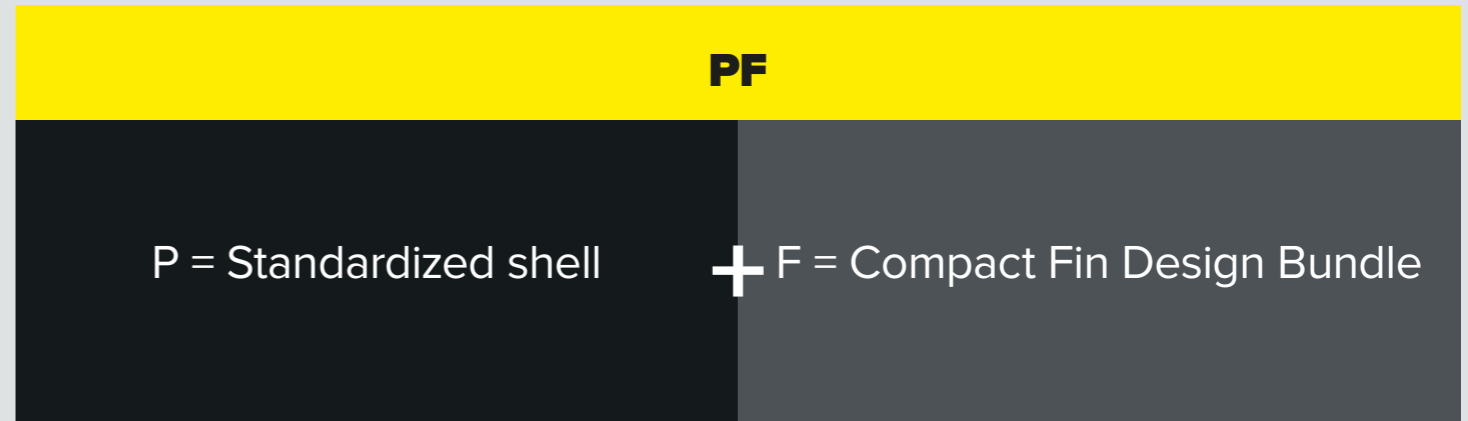 PF
P = Standardized shell
+
F = Compact Fin Design Bundle